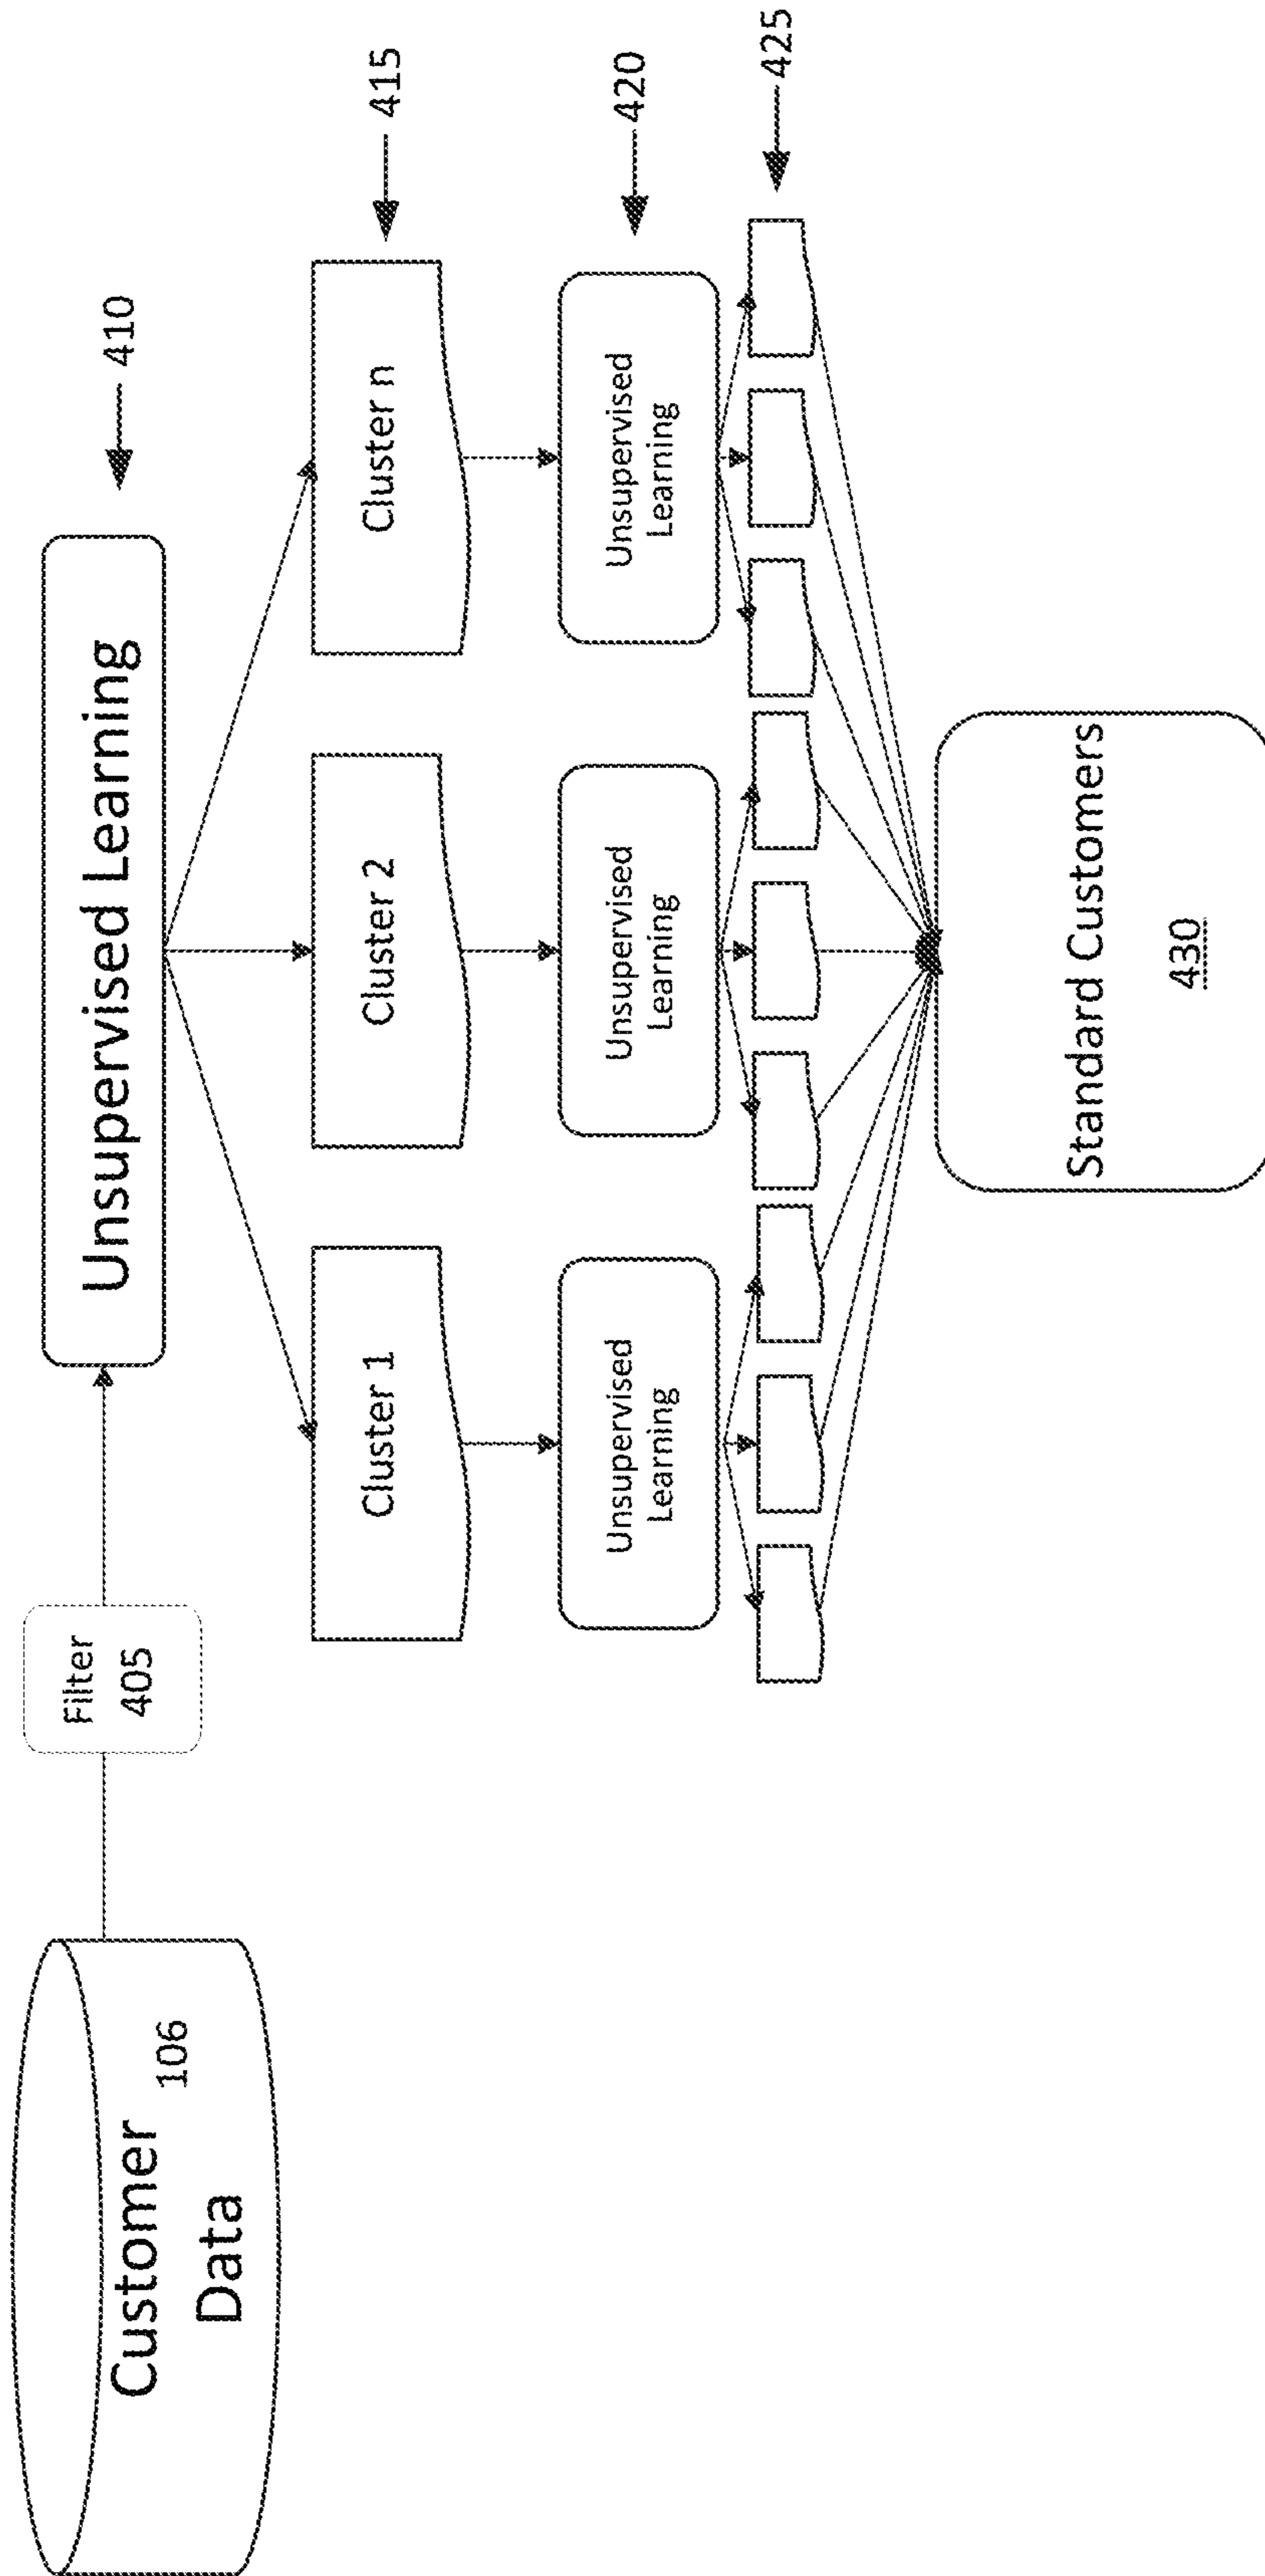 Customer
Data
106
Filter
405
Unsupervised Learning
410
Cluster 1
Cluster 2
Cluster n
415
Unsupervised
Learning
Unsupervised
Learning
Unsupervised
Learning
420
425
Standard Customers
430